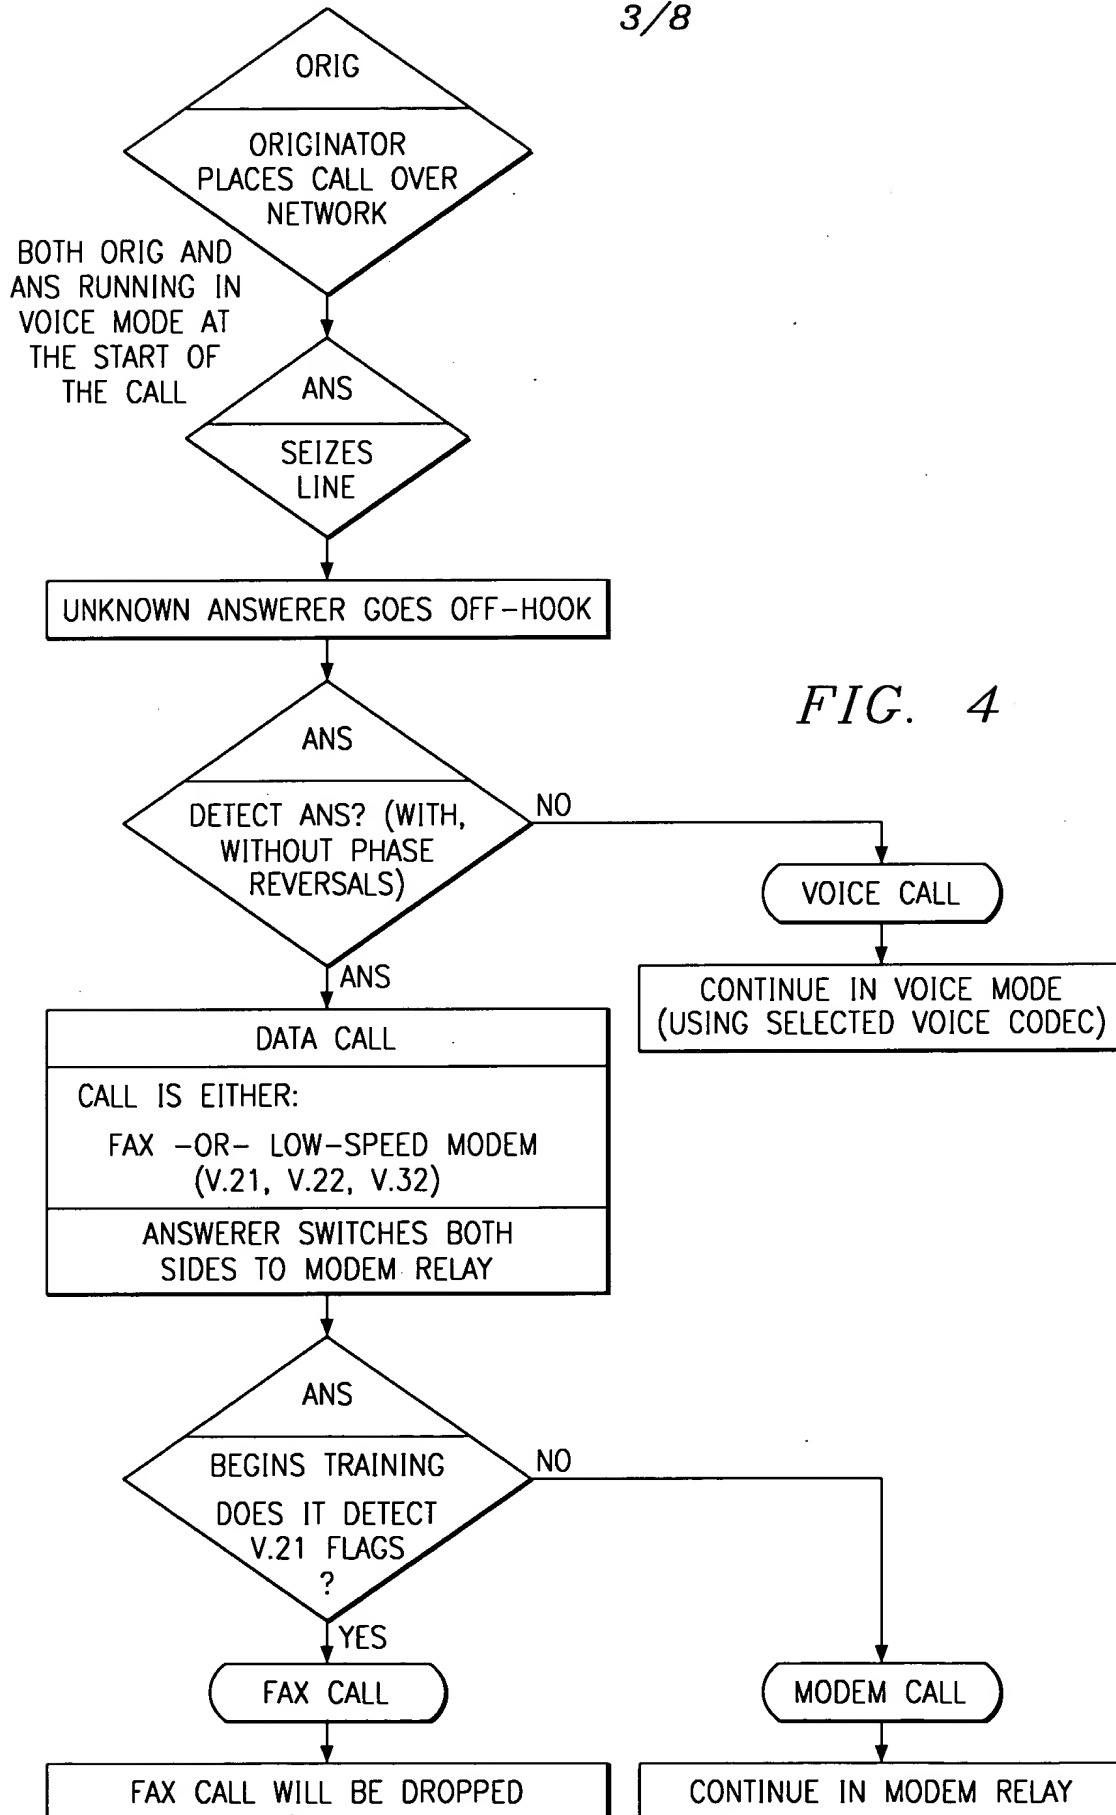 3/8
ORIG
ORIGINATOR
PLACES CALL OVER
NETWORK
BOTH ORIG AND
ANS RUNNING IN
VOICE MODE AT
THE START OF
THE CALL
ANS
SEIZES
LINE
UNKNOWN ANSWERER GOES OFF-HOOK
FIG. 4
ANS
DETECT ANS? (WITH,
WITHOUT PHASE
REVERSALS)
NO
VOICE CALL
CONTINUE IN VOICE MODE
(USING SELECTED VOICE CODEC)
ANS
DATA CALL
CALL IS EITHER:
FAX -OR- LOW-SPEED MODEM
(V.21, V.22, V.32)
ANSWERER SWITCHES BOTH
SIDES TO MODEM RELAY
ANS
BEGINS TRAINING
DOES IT DETECT
V.21 FLAGS
?
NO
YES
FAX CALL
MODEM CALL
FAX CALL WILL BE DROPPED
CONTINUE IN MODEM RELAY